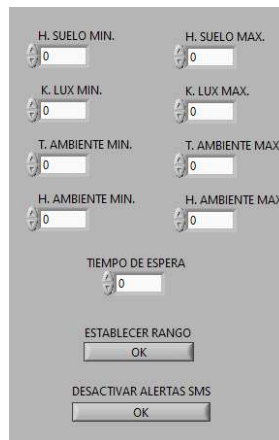 H. SUELO MIN. H. SUELO MAX.
0 0
K. LUX MIN. K. LUX MAX.
0 0
T. AMBIENTE MIN. T. AMBIENTE MAX
0 0
H. AMBIENTE MIN. H. AMBIENTE MAX
0 0
TIEMPO DE ESPERA
0
ESTABLECER RANGO
OK
DESACTIVAR ALERTAS SMS
OK